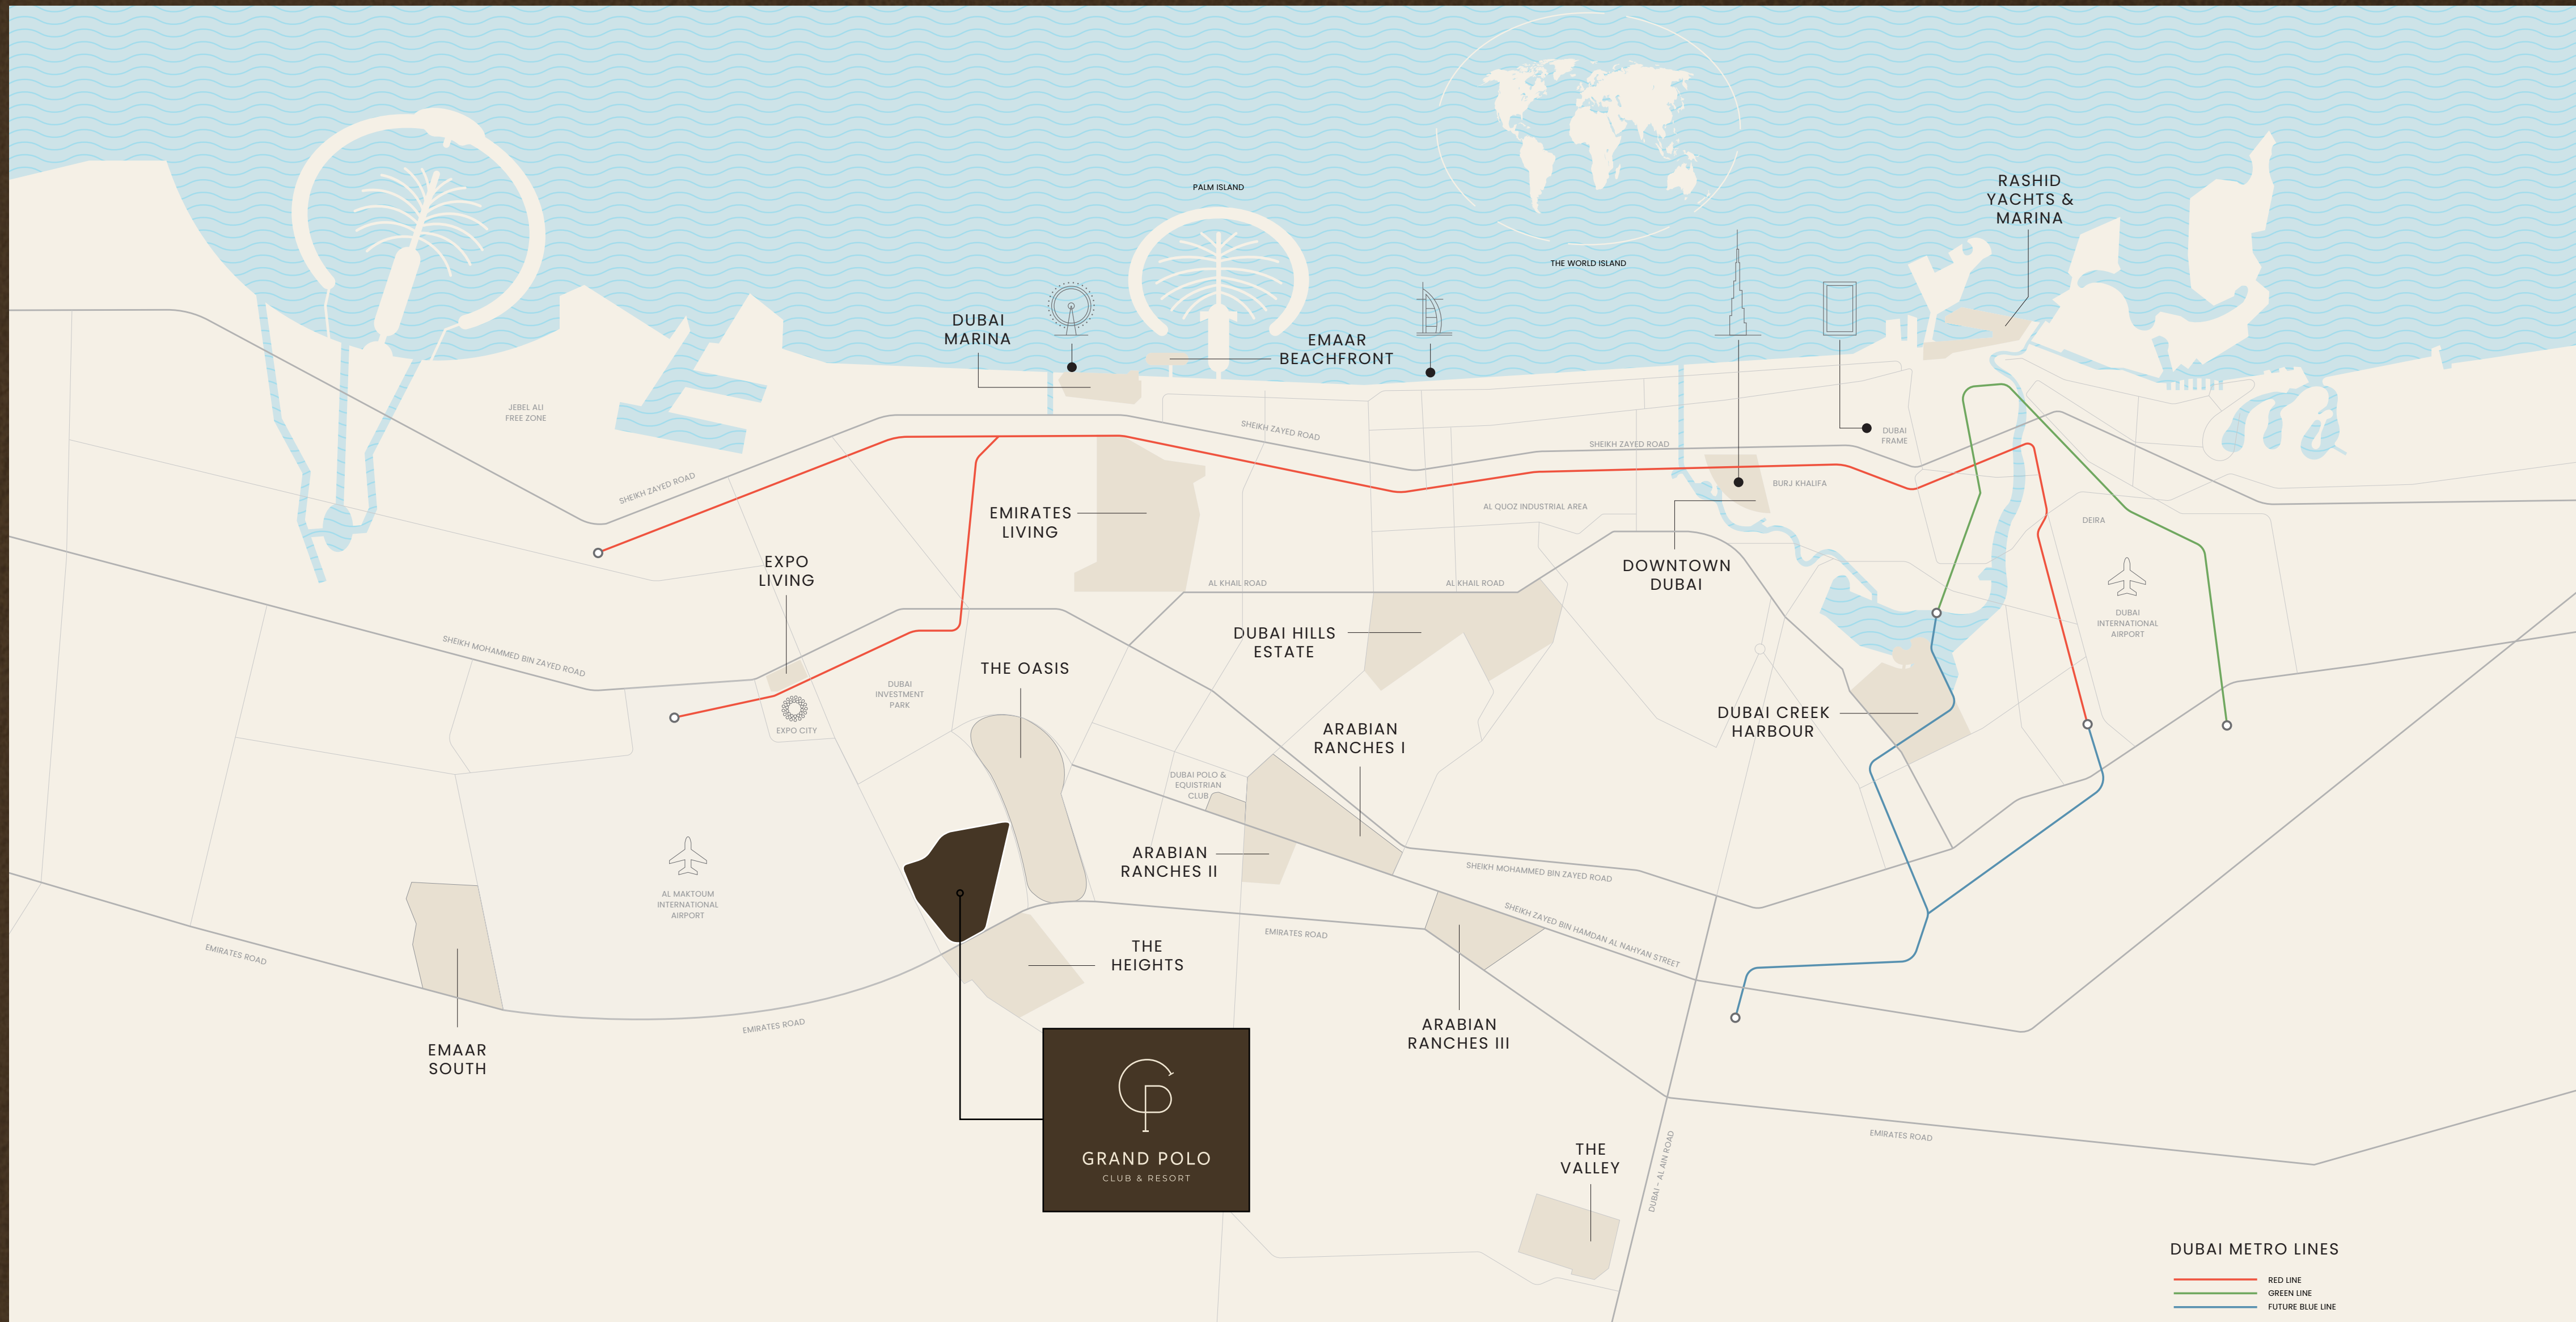 PALM ISLAND
THE WORLD ISLAND
RASHID
YACHTS &
MARINA
DUBAI
MARINA
EMAAR
BEACHFRONT
JEBEL ALI
FREE ZONE
SHEIKH ZAYED ROAD
SHEIKH ZAYED ROAD
SHEIKH ZAYED ROAD
DUBAI
FRAME
BURJ KHALIFA
AL QUOZ INDUSTRIAL AREA
DEIRA
EMIRATES
LIVING
EXPO
LIVING
DOWNTOWN
DUBAI
AL KHAIL ROAD
AL KHAIL ROAD
DUBAI
INTERNATIONAL
AIRPORT
SHEIKH MOHAMMED BIN ZAYED ROAD
DUBAI HILLS
ESTATE
THE OASIS
DUBAI
INVESTMENT
PARK
EXPO CITY
DUBAI CREEK
HARBOUR
ARABIAN
RANCHES I
DUBAI POLO &
EQUESTRIAN
CLUB
ARABIAN
RANCHES II
SHEIKH MOHAMMED BIN ZAYED ROAD
AL MAKTOUM
INTERNATIONAL
AIRPORT
SHEIKH ZAYED BIN HAMDAN AL NAHYAN STREET
EMIRATES ROAD
EMIRATES ROAD
THE
HEIGHTS
EMIRATES ROAD
ARABIAN
RANCHES III
EMAAR
SOUTH
GP
GRAND POLO
CLUB & RESORT
EMIRATES ROAD
THE
VALLEY
DUBAI - AL AIN ROAD
DUBAI METRO LINES
RED LINE
GREEN LINE
FUTURE BLUE LINE